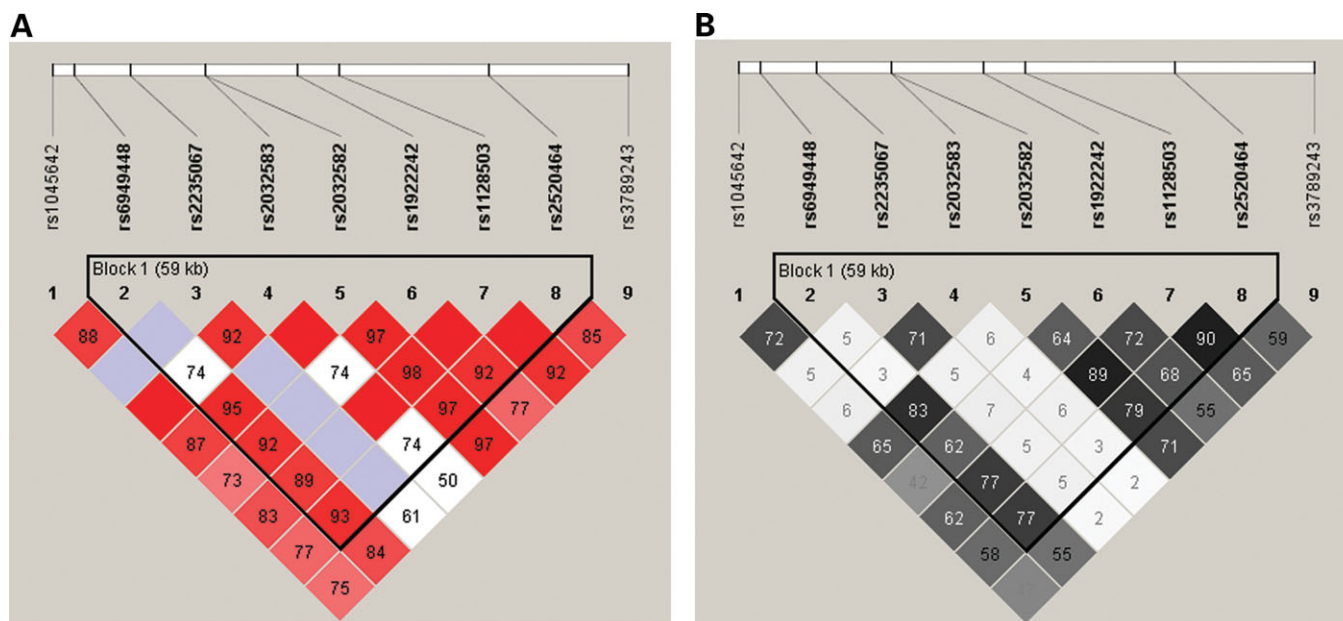 A
rs1045642
rs6949448
rs2235067
rs2032583
rs2032582
rs1922242
rs1128503
rs2520464
rs3789243
Block 1 (59 kb)
1 2 3 4 5 6 7 8 9
88 92 97 85
74 74 98 92 92
95 97 77
87 92 74 97
73 89 50
83 93 61
77 84
75
B
rs1045642
rs6949448
rs2235067
rs2032583
rs2032582
rs1922242
rs1128503
rs2520464
rs3789243
Block 1 (59 kb)
1 2 3 4 5 6 7 8 9
72 5 71 6 64 72 90 59
5 3 5 4 89 68 65
6 83 7 6 79 55
65 62 5 3 71
42 77 5 2
62 77 2
58 55